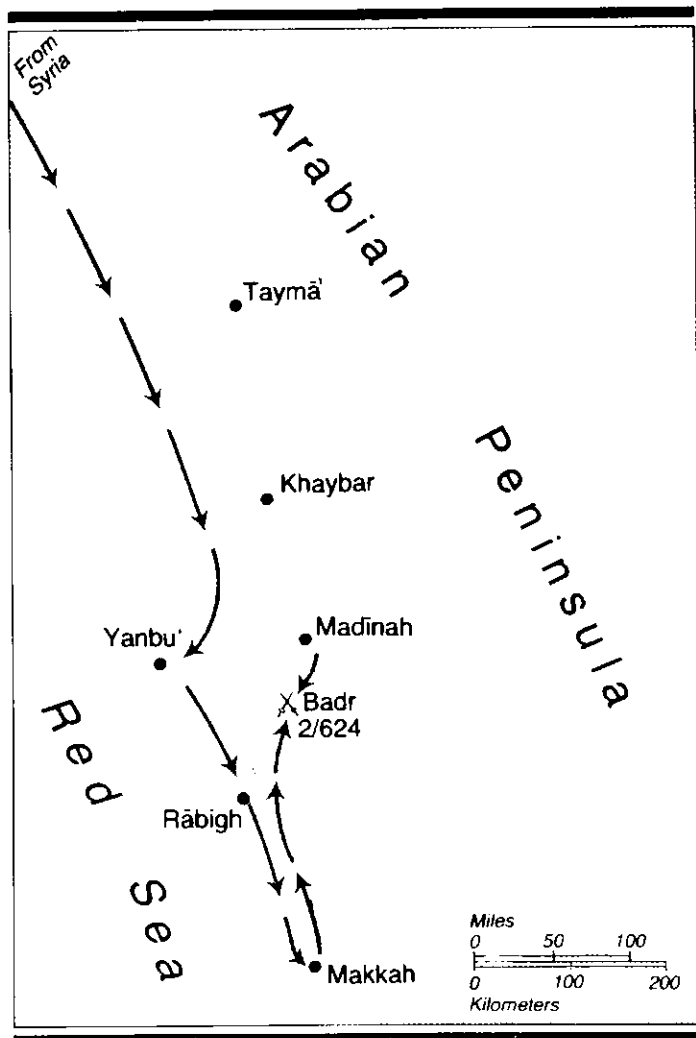 From
Syria
Arabian
Peninsula
Taymā'
Khaybar
Yanbu'
Madīnah
Badr
2/624
Red Sea
Rābigh
Makkah
Miles
0 50 100
0 100 200
Kilometers